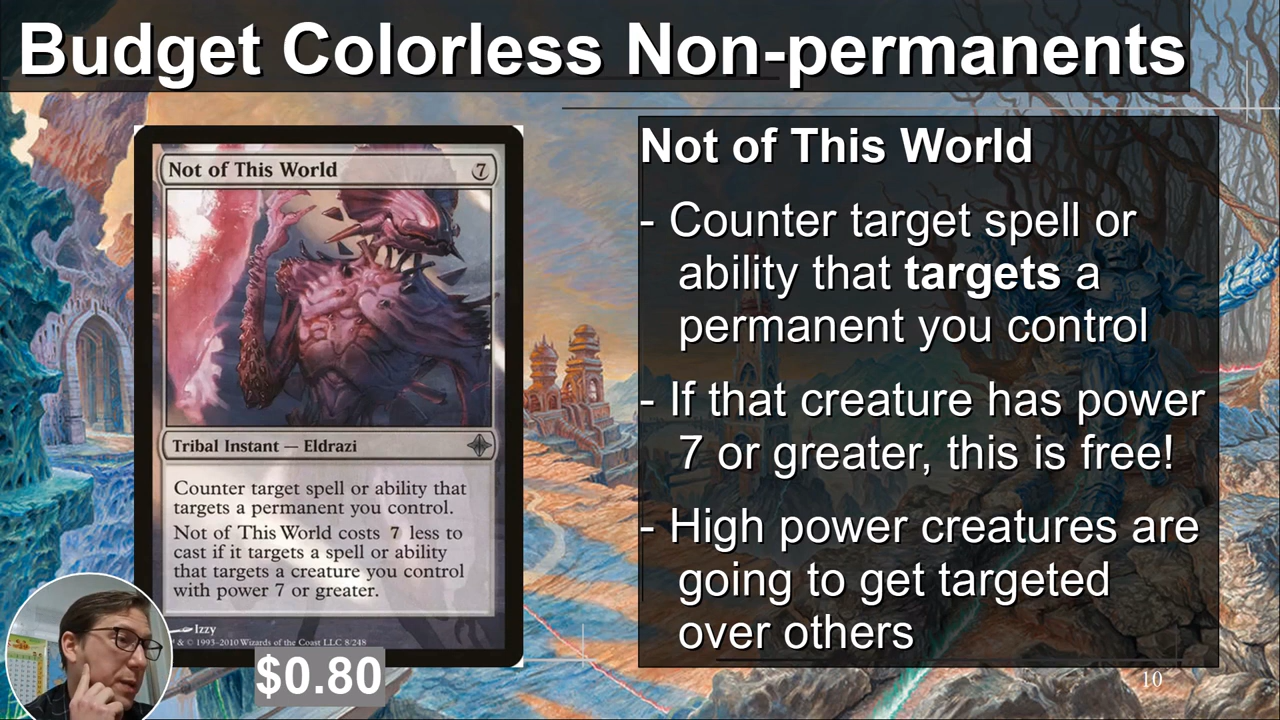 Budget Colorless Non-permanents
Not of This World 7
Tribal Instant — Eldrazi
Counter target spell or ability that
targets a permanent you control.
Not of This World costs 7 less to
cast if it targets a spell or ability
that targets a creature you control
with power 7 or greater.
Izzy
& © 1993-2010 Wizards of the Coast LLC 8/248
$0.80
Not of This World
- Counter target spell or
ability that targets a
permanent you control
- If that creature has power
7 or greater, this is free!
- High power creatures are
going to get targeted
over others
10